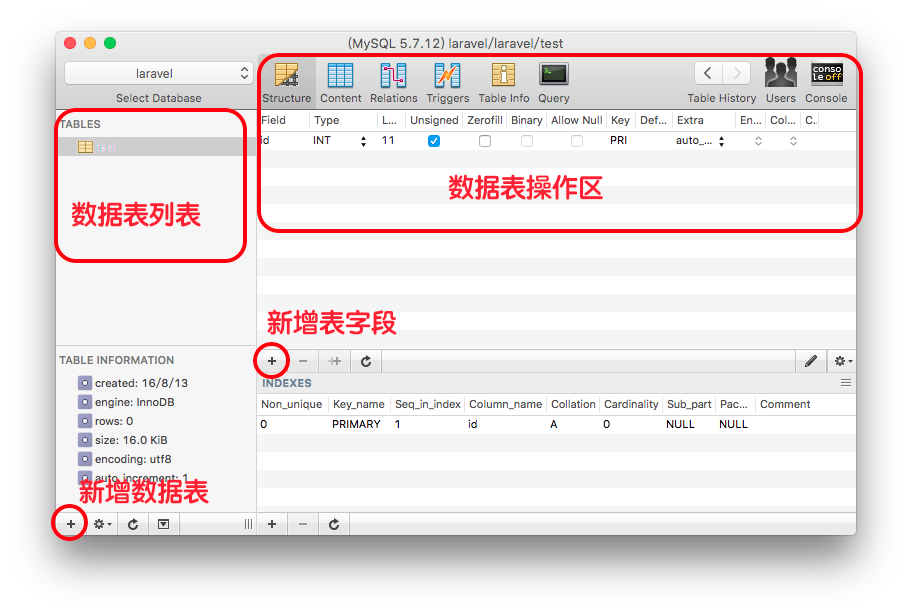 (MySQL 5.7.12) laravel/laravel/test
laravel
Select Database
Structure Content Relations Triggers Table Info Query Table History Users Console
conso
le off
TABLES
test
数据表列表
Field Type L... Unsigned Zerofill Binary Allow Null Key Def... Extra En... Col... C..
id INT 11 PRI auto_...
数据表操作区
新增表字段
TABLE INFORMATION
created: 16/8/13
engine: InnoDB
rows: 0
size: 16.0 KiB
encoding: utf8
auto_increment: 1
新增数据表
INDEXES
Non_unique Key_name Seq_in_index Column_name Collation Cardinality Sub_part Pac... Comment
0 PRIMARY 1 id A 0 NULL NULL